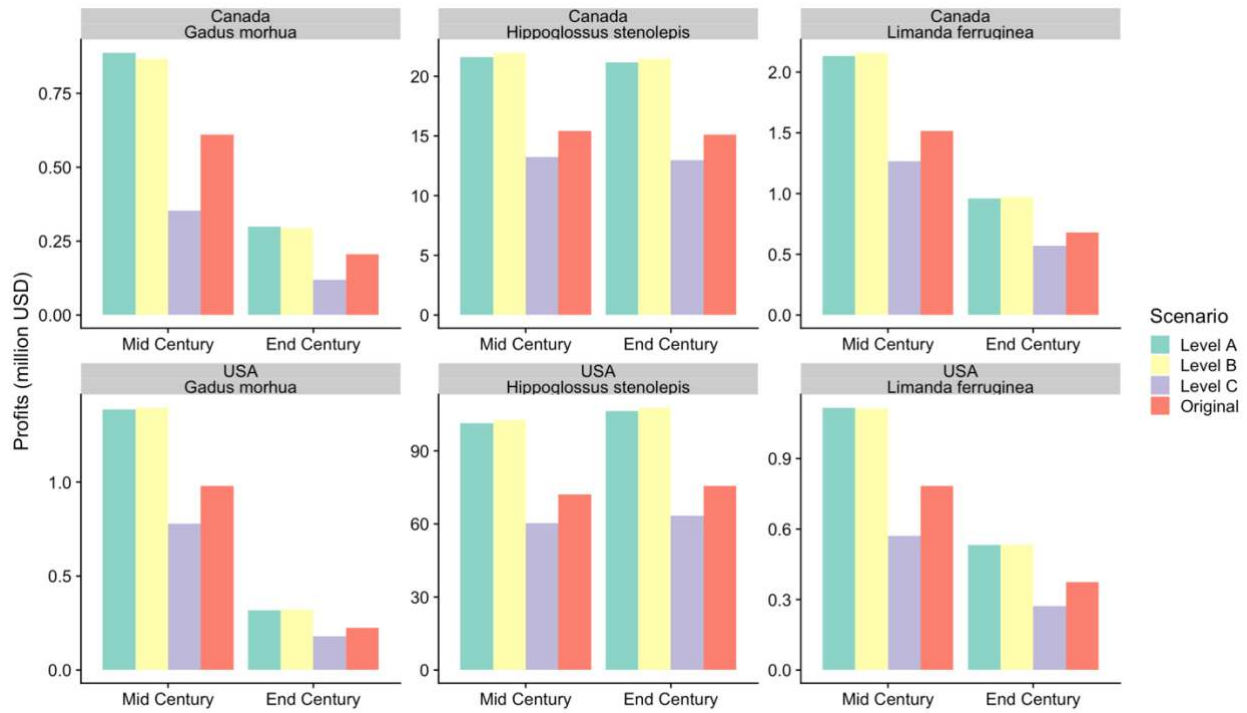 Canada
Gadus morhua
Canada
Hippoglossus stenolepis
Canada
Limanda ferruginea
Profits (million USD)
0.75
0.50
0.25
0.00
Mid Century
End Century
20
15
10
5
0
Mid Century
End Century
2.0
1.5
1.0
0.5
0.0
Mid Century
End Century
USA
Gadus morhua
USA
Hippoglossus stenolepis
USA
Limanda ferruginea
1.0
0.5
0.0
Mid Century
End Century
90
60
30
0
Mid Century
End Century
0.9
0.6
0.3
0.0
Mid Century
End Century
Scenario
Level A
Level B
Level C
Original